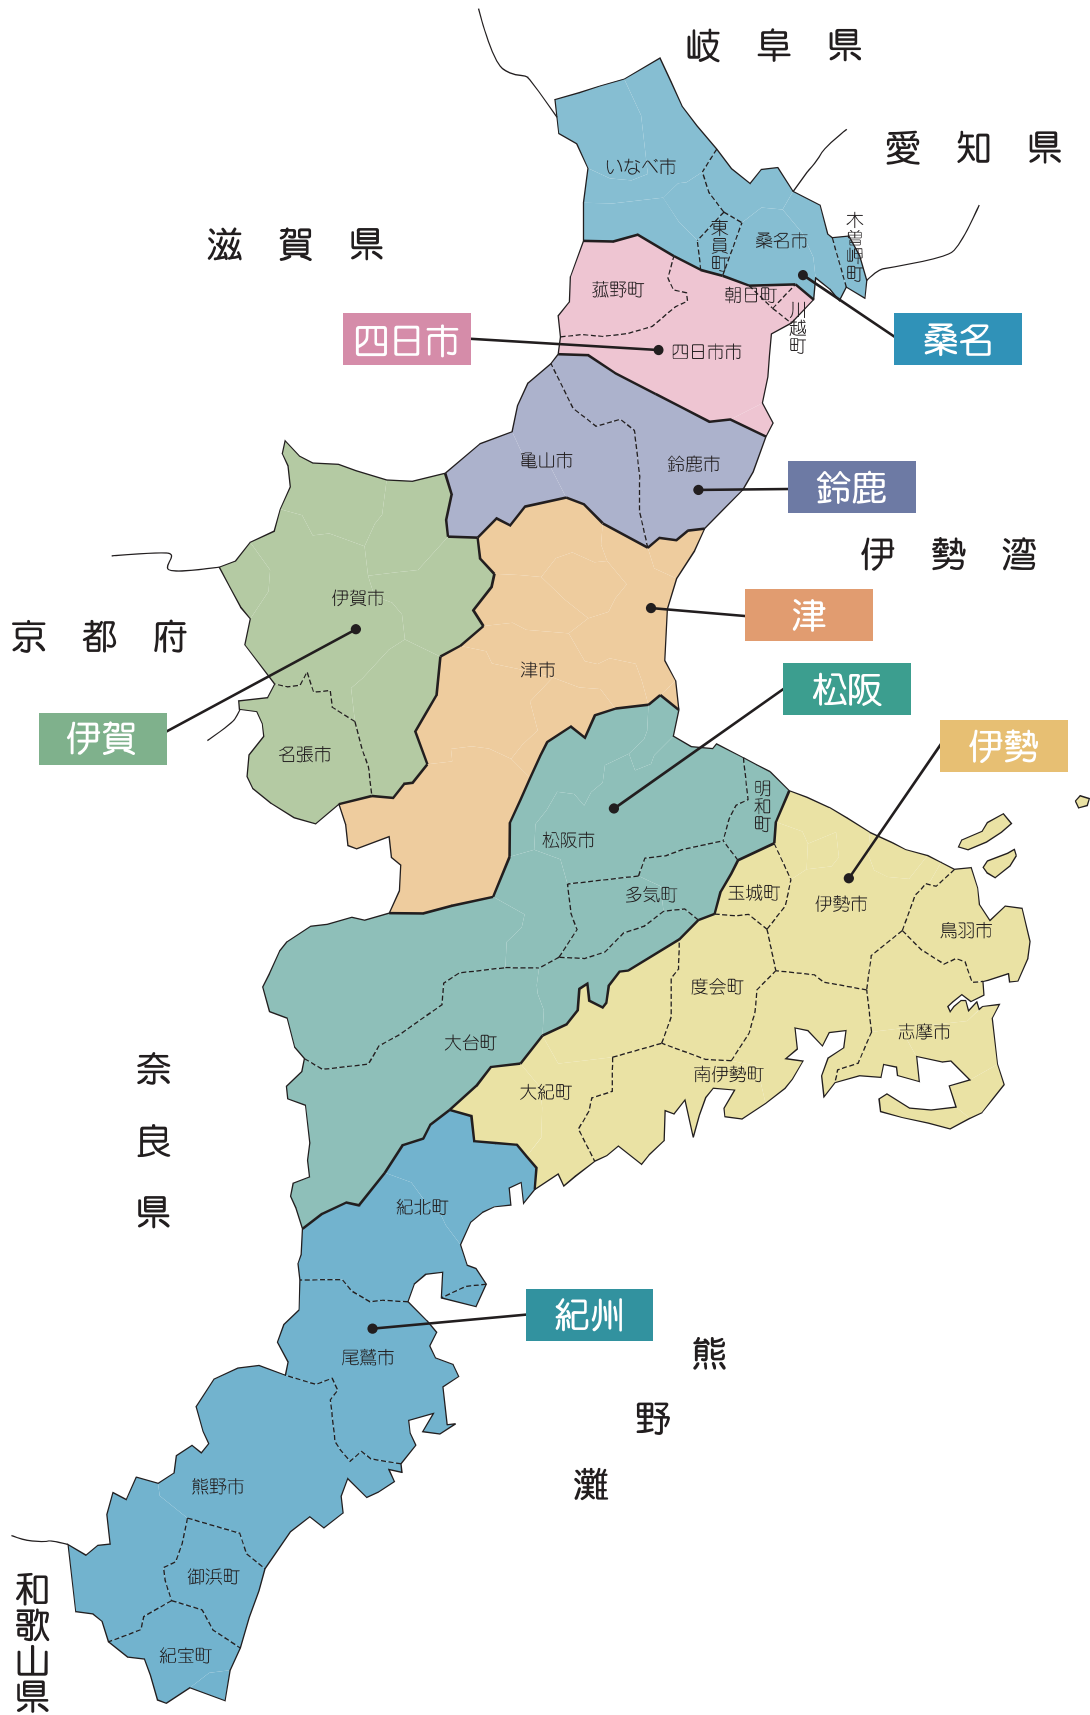 岐阜県
愛知県
滋賀県
いなべ市
東員町
桑名市
木曽岬町
菰野町
朝日町
川越町
四日市
桑名
四日市市
亀山市
鈴鹿市
鈴鹿
伊勢湾
伊賀市
津
京都府
津市
松阪
伊賀
伊勢
名張市
明和町
松阪市
多気町
玉城町
伊勢市
鳥羽市
度会町
志摩市
大台町
南伊勢町
大紀町
奈良県
紀北町
紀州
尾鷲市
熊野灘
熊野市
御浜町
和歌山県
紀宝町